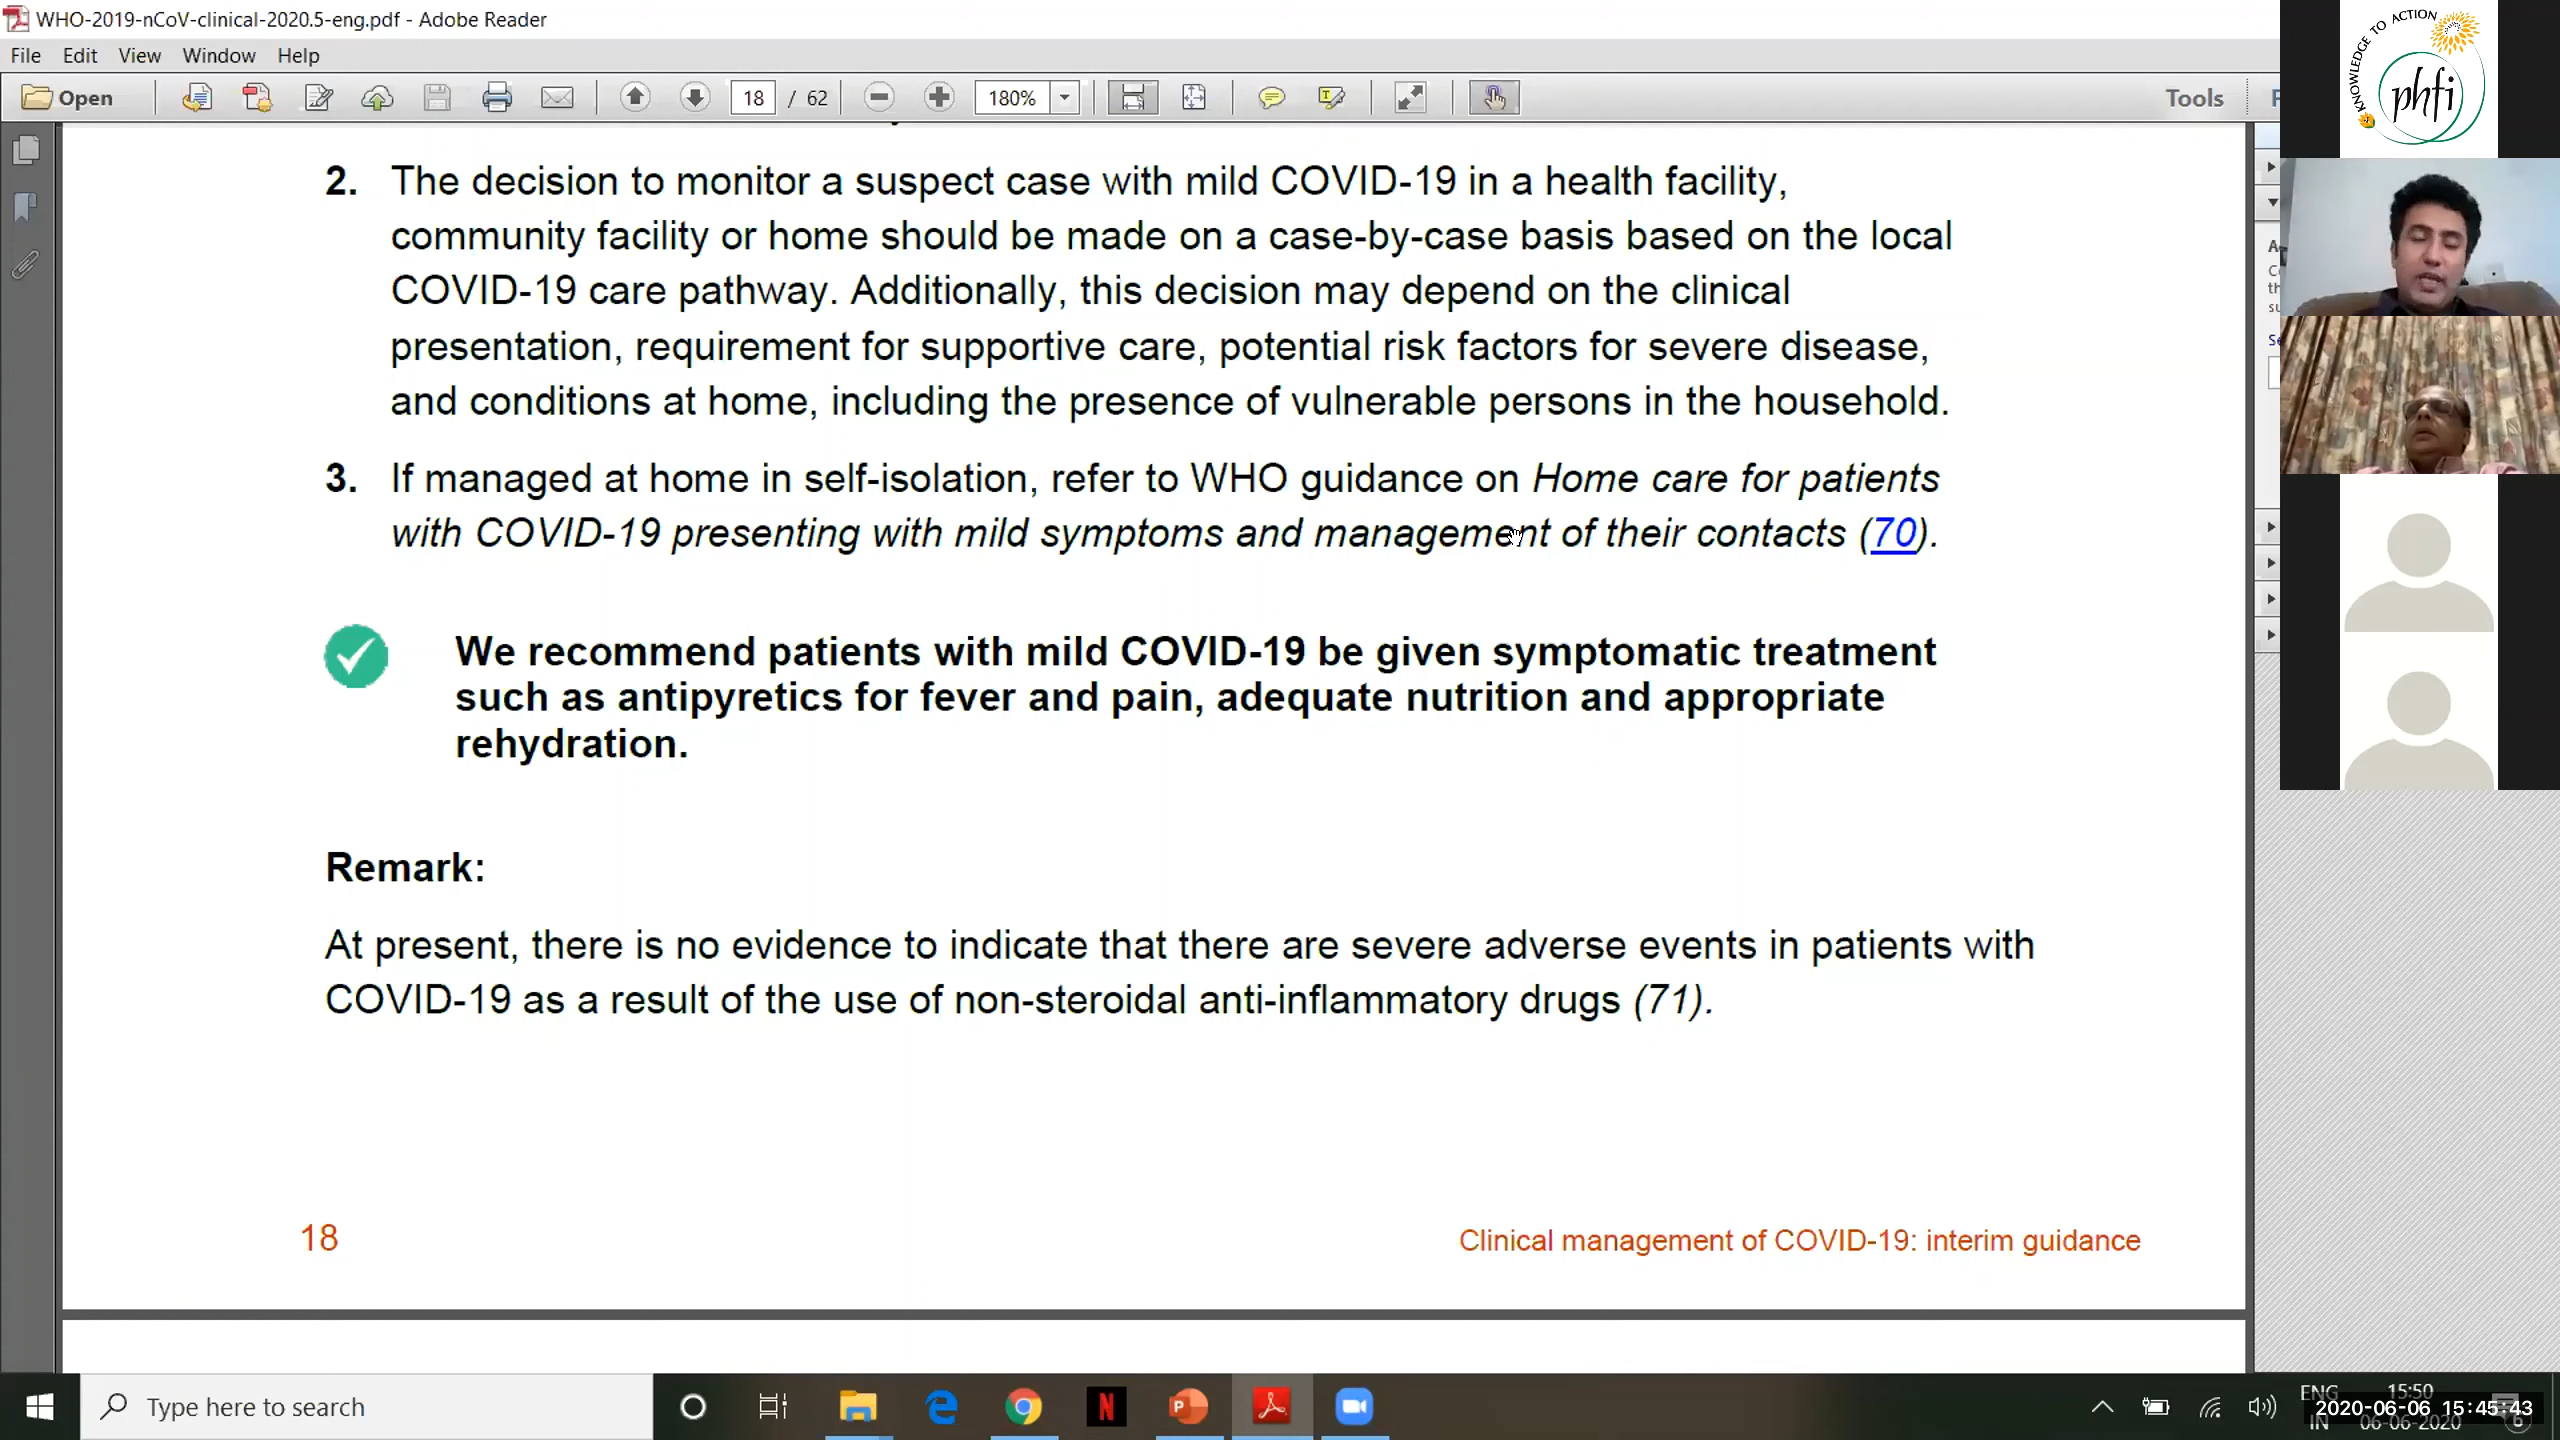 WHO-2019-nCoV-clinical-2020.5-eng.pdf - Adobe Reader
File Edit View Window Help
Open 18 / 62 180% Tools
KNOWLEDGE TO ACTION
phfi
2. The decision to monitor a suspect case with mild COVID-19 in a health facility,
community facility or home should be made on a case-by-case basis based on the local
COVID-19 care pathway. Additionally, this decision may depend on the clinical
presentation, requirement for supportive care, potential risk factors for severe disease,
and conditions at home, including the presence of vulnerable persons in the household.
3. If managed at home in self-isolation, refer to WHO guidance on Home care for patients
with COVID-19 presenting with mild symptoms and management of their contacts (70).
We recommend patients with mild COVID-19 be given symptomatic treatment
such as antipyretics for fever and pain, adequate nutrition and appropriate
rehydration.
Remark:
At present, there is no evidence to indicate that there are severe adverse events in patients with
COVID-19 as a result of the use of non-steroidal anti-inflammatory drugs (71).
18 Clinical management of COVID-19: interim guidance
Type here to search
ENG 15:50
2020-06-06 15:45:43
IN 06-06-2020